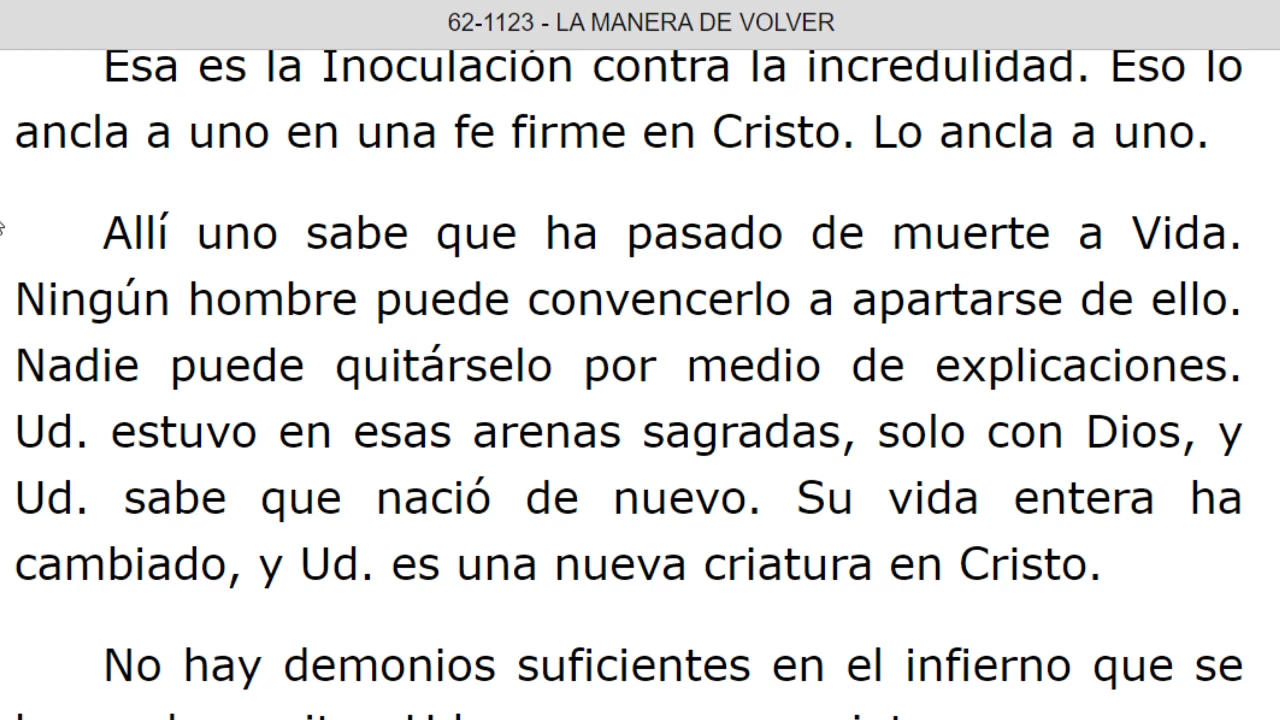 62-1123 - LA MANERA DE VOLVER
Esa es la Inoculación contra la incredulidad. Eso lo
ancla a uno en una fe firme en Cristo. Lo ancla a uno.
Allí uno sabe que ha pasado de muerte a Vida.
Ningún hombre puede convencerlo a apartarse de ello.
Nadie puede quitárselo por medio de explicaciones.
Ud. estuvo en esas arenas sagradas, solo con Dios, y
Ud. sabe que nació de nuevo. Su vida entera ha
cambiado, y Ud. es una nueva criatura en Cristo.
No hay demonios suficientes en el infierno que se